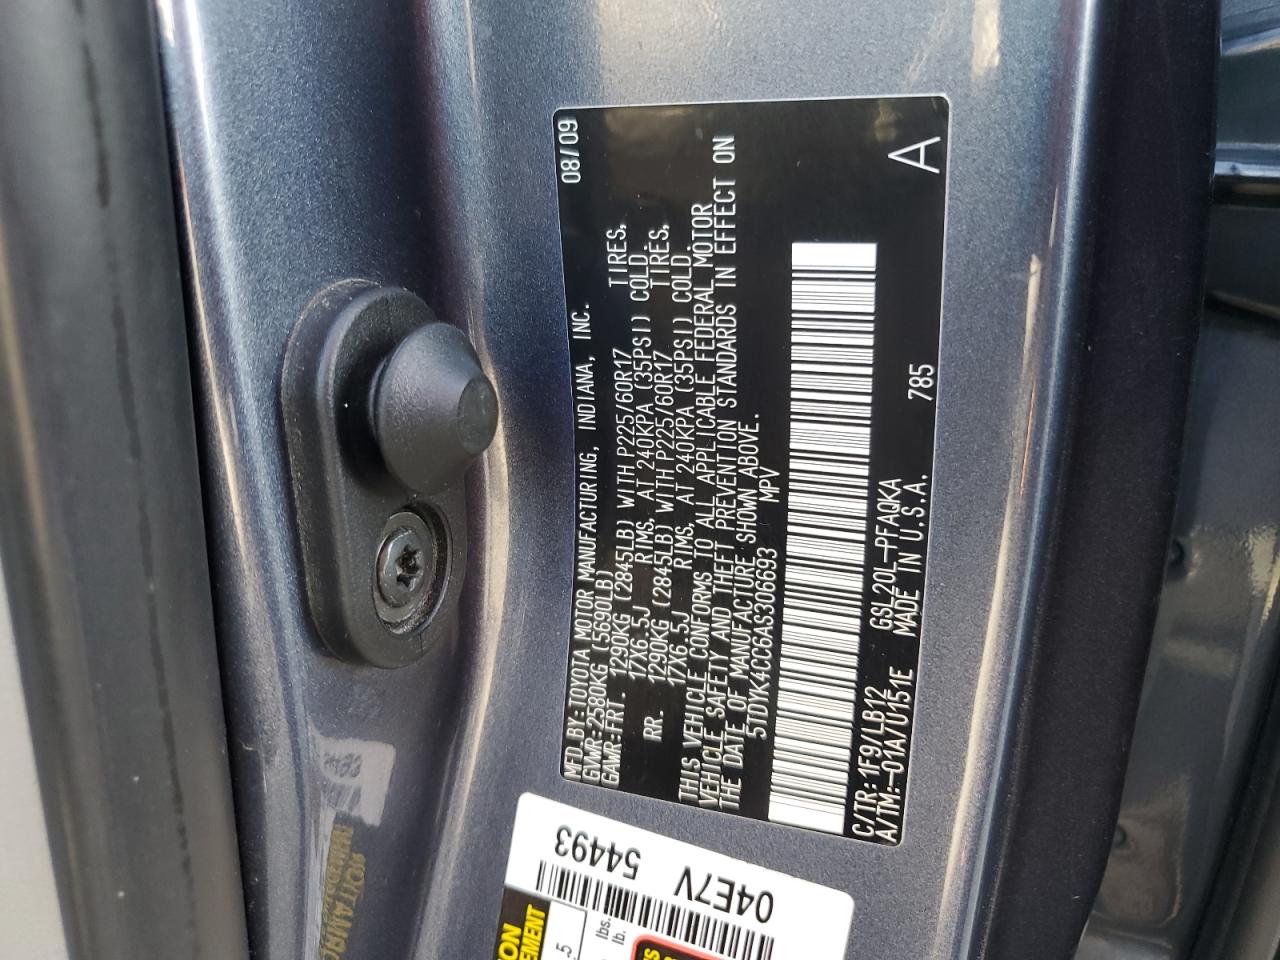 MFD.BY:TOYOTA MOTOR MANUFACTURING, INDIANA, INC. 08/09
GVWR:2580KG (5690LB)
GAWR:FRT. 1290KG (2845LB) WITH P225/60R17 TIRES,
17X6.5J RIMS, AT 240KPA (35PSI) COLD.
RR. 1290KG (2845LB) WITH P225/60R17 TIRES,
17X6.5J RIMS, AT 240KPA (35PSI) COLD.
THIS VEHICLE CONFORMS TO ALL APPLICABLE FEDERAL MOTOR
VEHICLE SAFETY AND THEFT PREVENTION STANDARDS IN EFFECT ON
THE DATE OF MANUFACTURE SHOWN ABOVE.
5TDYK4CC6AS306693 MPV
C/TR:1F9/LB12 GSL20L-PFAQKA
A/TM:-01A/U151E MADE IN U.S.A. 785 A
04E7V 54493
lbs.
lb.
.5